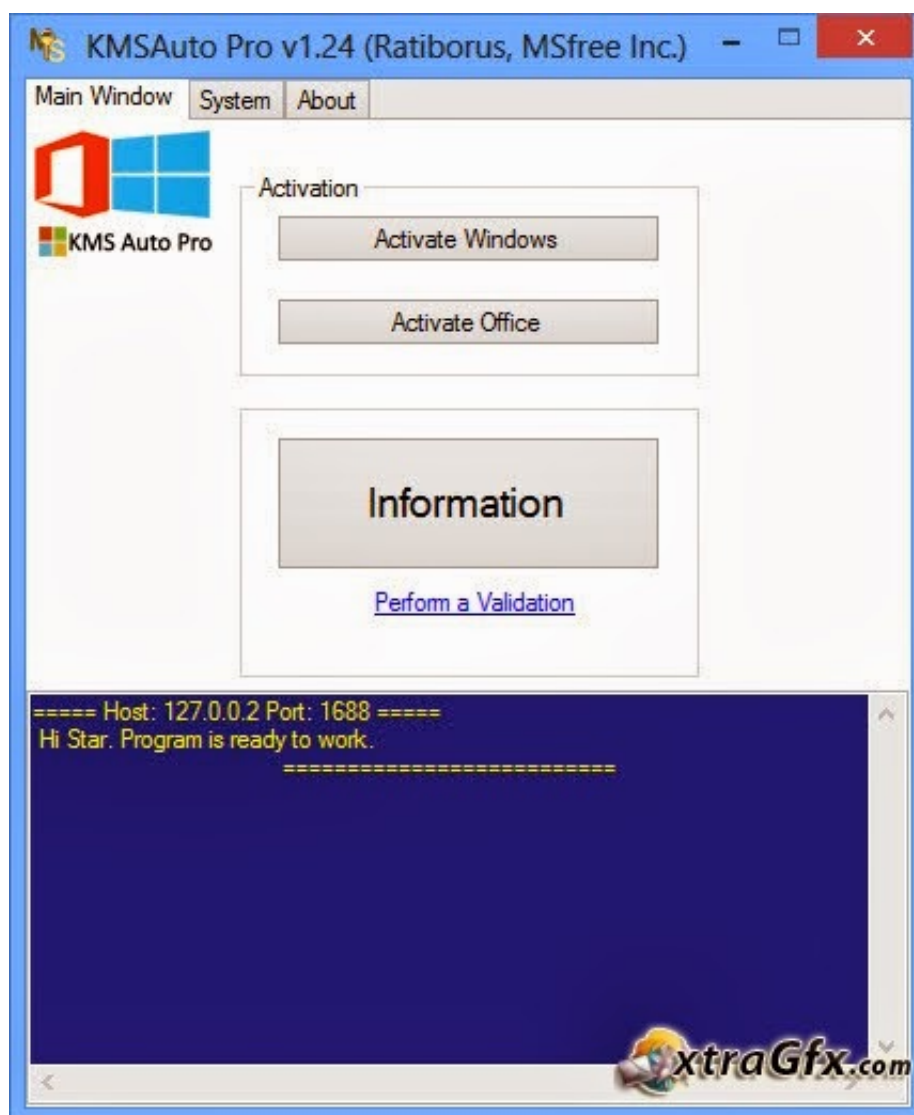 KMSAuto Pro v1.24 (Ratiborus, MSfree Inc.)
Main Window System About
KMS Auto Pro
Activation
Activate Windows
Activate Office
Information
Perform a Validation
===== Host: 127.0.0.2 Port: 1688 =====
Hi Star. Program is ready to work.
==========================
xtraGfx.com